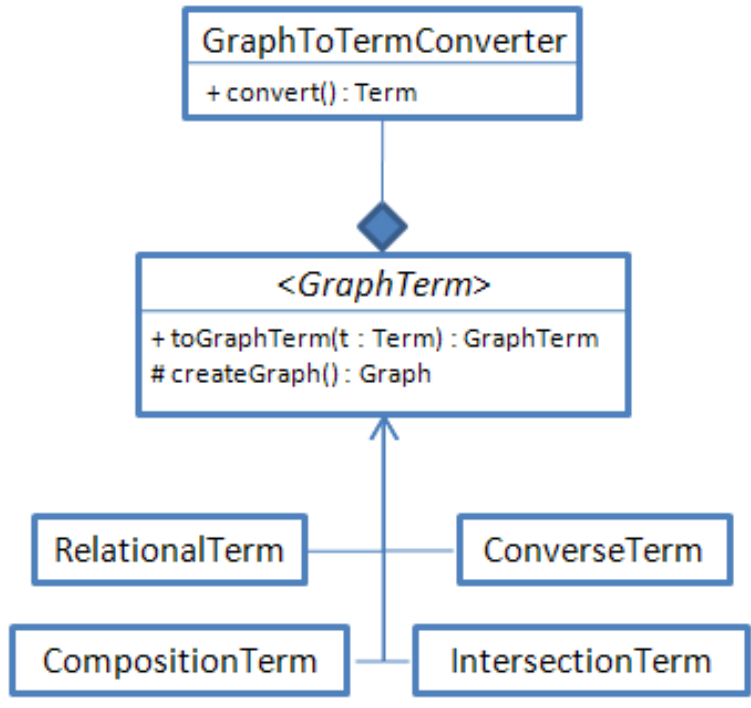 GraphToTermConverter
+ convert() : Term
<GraphTerm>
+ toGraphTerm(t : Term) : GraphTerm
# createGraph() : Graph
RelationalTerm
ConverseTerm
CompositionTerm
IntersectionTerm